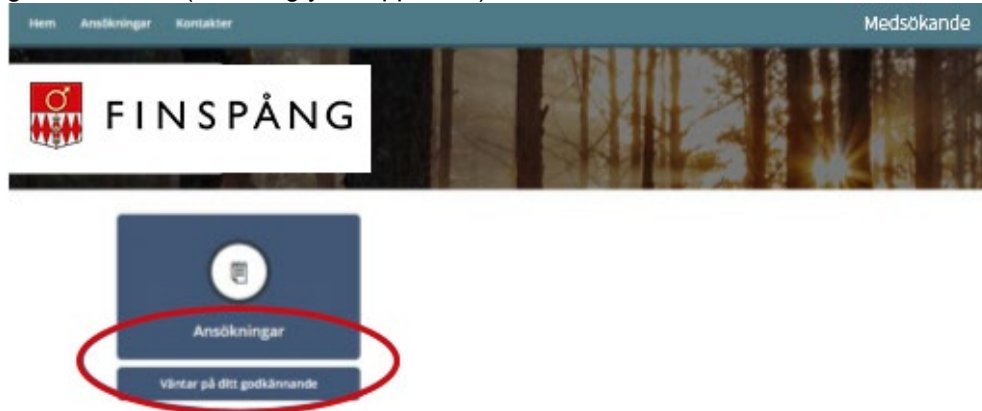 Hem Ansökningar Kontakter Medsökande
FINSPÅNG
Ansökningar
Väntar på ditt godkännande